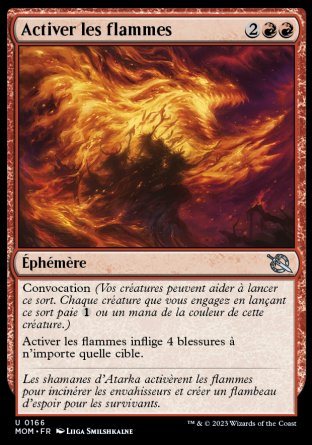 Activer les flammes 2
Éphémère
Convocation (Vos créatures peuvent aider à lancer
ce sort. Chaque créature que vous engagez en lançant
ce sort paie 1 ou un mana de la couleur de cette
créature.)
Activer les flammes inflige 4 blessures à
n'importe quelle cible.
Les shamanes d'Atarka activèrent les flammes
pour incinérer les envahisseurs et créer un flambeau
d'espoir pour les survivants.
U 0166
MOM • FR Liiga Smilshkalne
™ & © 2023 Wizards of the Coast